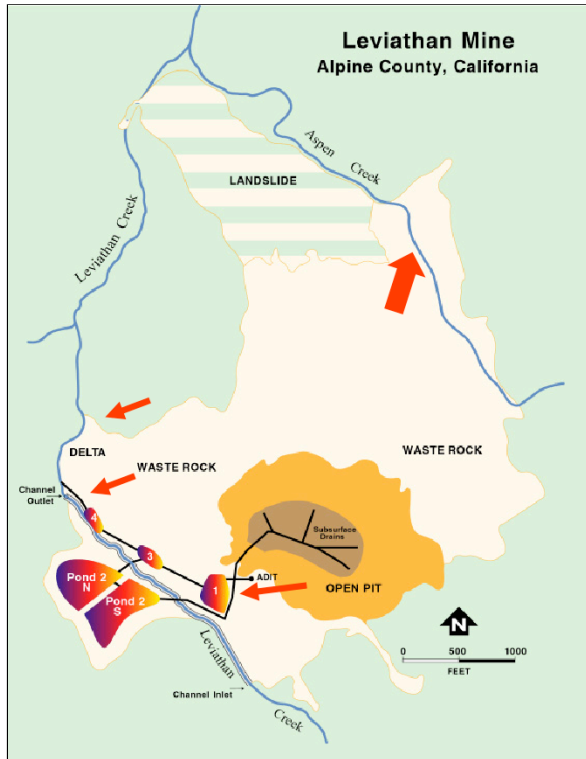 Leviathan Mine
Alpine County, California
Aspen Creek
LANDSLIDE
Leviathan Creek
DELTA
WASTE ROCK
WASTE ROCK
Channel
Outlet
4
3
Subsurface
Drains
Pond 2
N
Pond 2
S
1
ADIT
OPEN PIT
N
Leviathan
Creek
Channel Inlet
0 500 1000
FEET